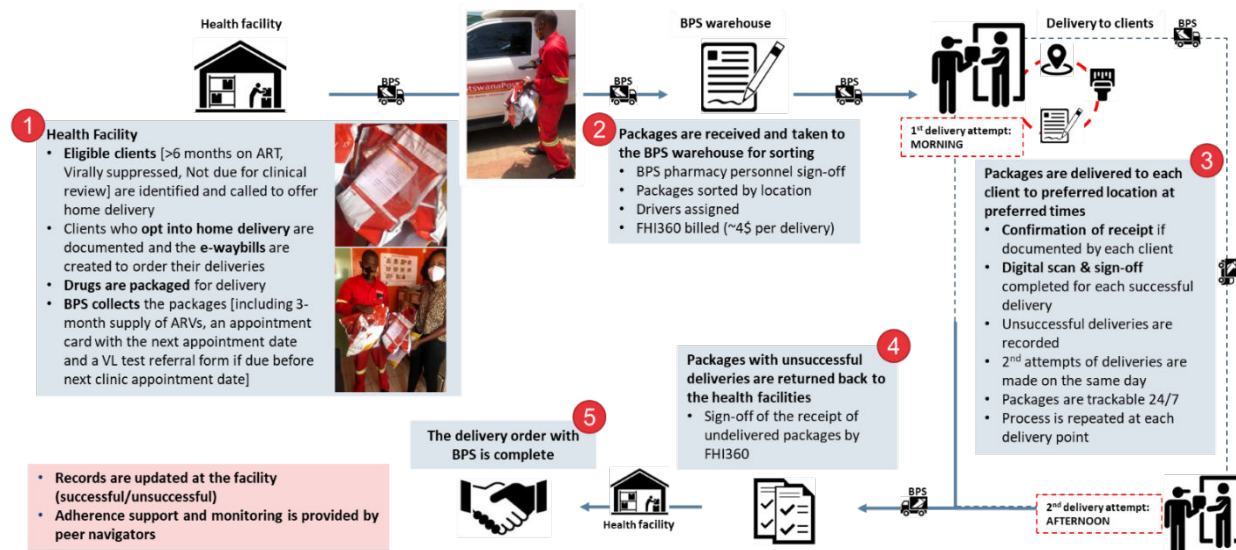 Health facility
BPS
tswanaPost
BPS
BPS warehouse
BPS
Delivery to clients
BPS
1
Health Facility
• Eligible clients [>6 months on ART,
Virally suppressed, Not due for clinical
review] are identified and called to offer
home delivery
• Clients who opt into home delivery are
documented and the e-waybills are
created to order their deliveries
• Drugs are packaged for delivery
• BPS collects the packages [including 3-
month supply of ARVs, an appointment
card with the next appointment date
and a VL test referral form if due before
next clinic appointment date]
2
Packages are received and taken to
the BPS warehouse for sorting
• BPS pharmacy personnel sign-off
• Packages sorted by location
• Drivers assigned
• FHI360 billed (~4$ per delivery)
1st delivery attempt:
MORNING
3
Packages are delivered to each
client to preferred location at
preferred times
• Confirmation of receipt if
documented by each client
• Digital scan & sign-off
completed for each successful
delivery
• Unsuccessful deliveries are
recorded
• 2nd attempts of deliveries are
made on the same day
• Packages are trackable 24/7
• Process is repeated at each
delivery point
BPS
2nd delivery attempt:
AFTERNOON
BPS
4
Packages with unsuccessful
deliveries are returned back to
the health facilities
• Sign-off of the receipt of
undelivered packages by
FHI360
Health facility
5
The delivery order with
BPS is complete
• Records are updated at the facility
(successful/unsuccessful)
• Adherence support and monitoring is provided by
peer navigators